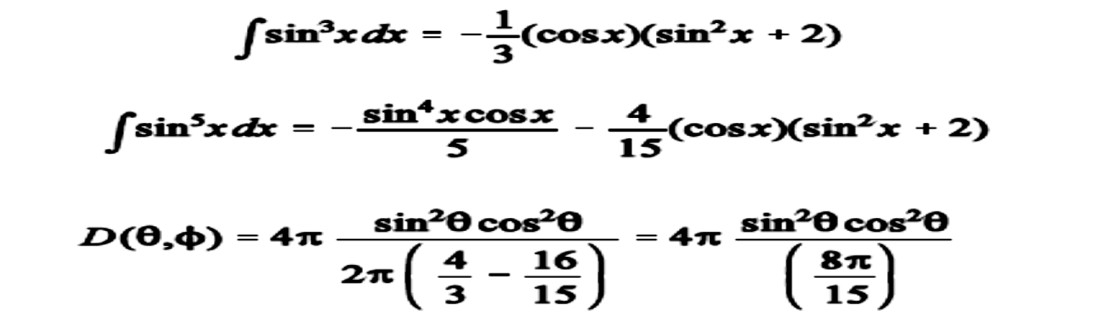 ∫sin³x dx = −1/3(cosx)(sin²x + 2)
∫sin⁵x dx = −sin⁴x cosx/5 − 4/15(cosx)(sin²x + 2)
D(θ,ϕ) = 4π sin²θ cos²θ/2π(4/3 − 16/15) = 4π sin²θ cos²θ/(8π/15)